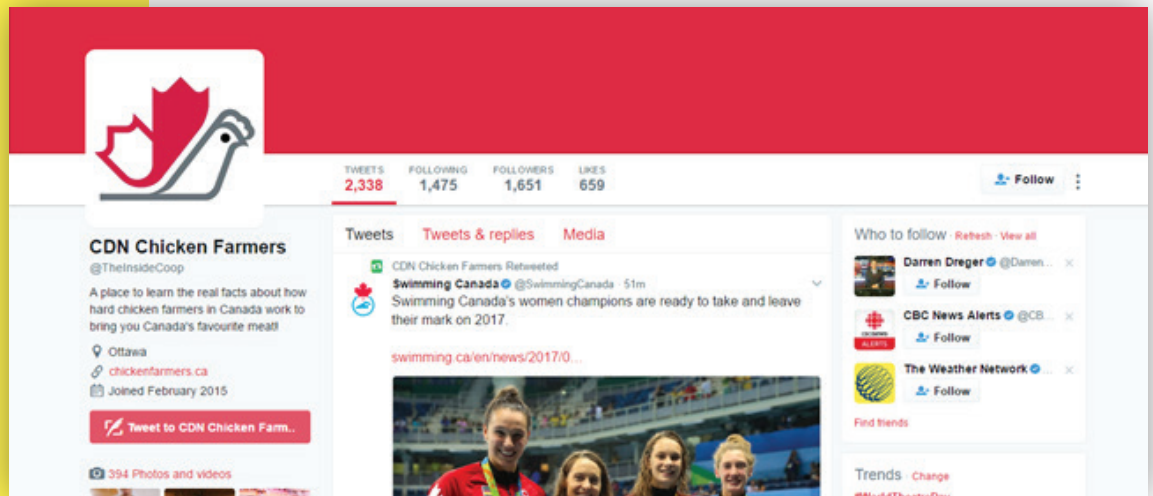 TWEETS
2,338
FOLLOWING
1,475
FOLLOWERS
1,651
LIKES
659
Follow
CDN Chicken Farmers
@TheInsideCoop
A place to learn the real facts about how
hard chicken farmers in Canada work to
bring you Canada's favourite meat!
Ottawa
chickenfarmers.ca
Joined February 2015
Tweet to CDN Chicken Farm..
394 Photos and videos
Tweets Tweets & replies Media
CDN Chicken Farmers Retweeted
Swimming Canada @SwimmingCanada · 51m
Swimming Canada's women champions are ready to take and leave
their mark on 2017.
swimming.ca/en/news/2017/0...
Who to follow · Refresh · View all
Darren Dreger @Darren...
Follow
CBC News Alerts @CB...
Follow
ALERTS
The Weather Network ...
Follow
Find friends
Trends · Change